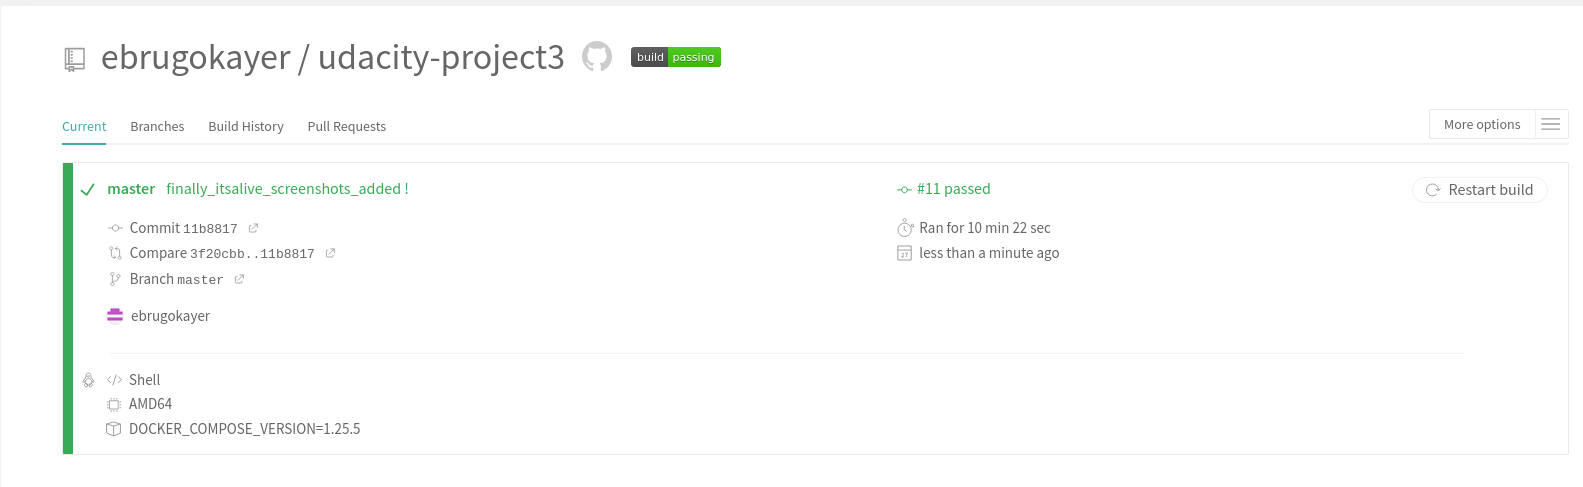 ebrugokayer / udacity-project3 build passing
Current Branches Build History Pull Requests More options
master finally_itsalive_screenshots_added ! #11 passed Restart build
Commit 11b8817 Ran for 10 min 22 sec
Compare 3f20cbb..11b8817 27 less than a minute ago
Branch master
ebrugokayer
</> Shell
AMD64
DOCKER_COMPOSE_VERSION=1.25.5